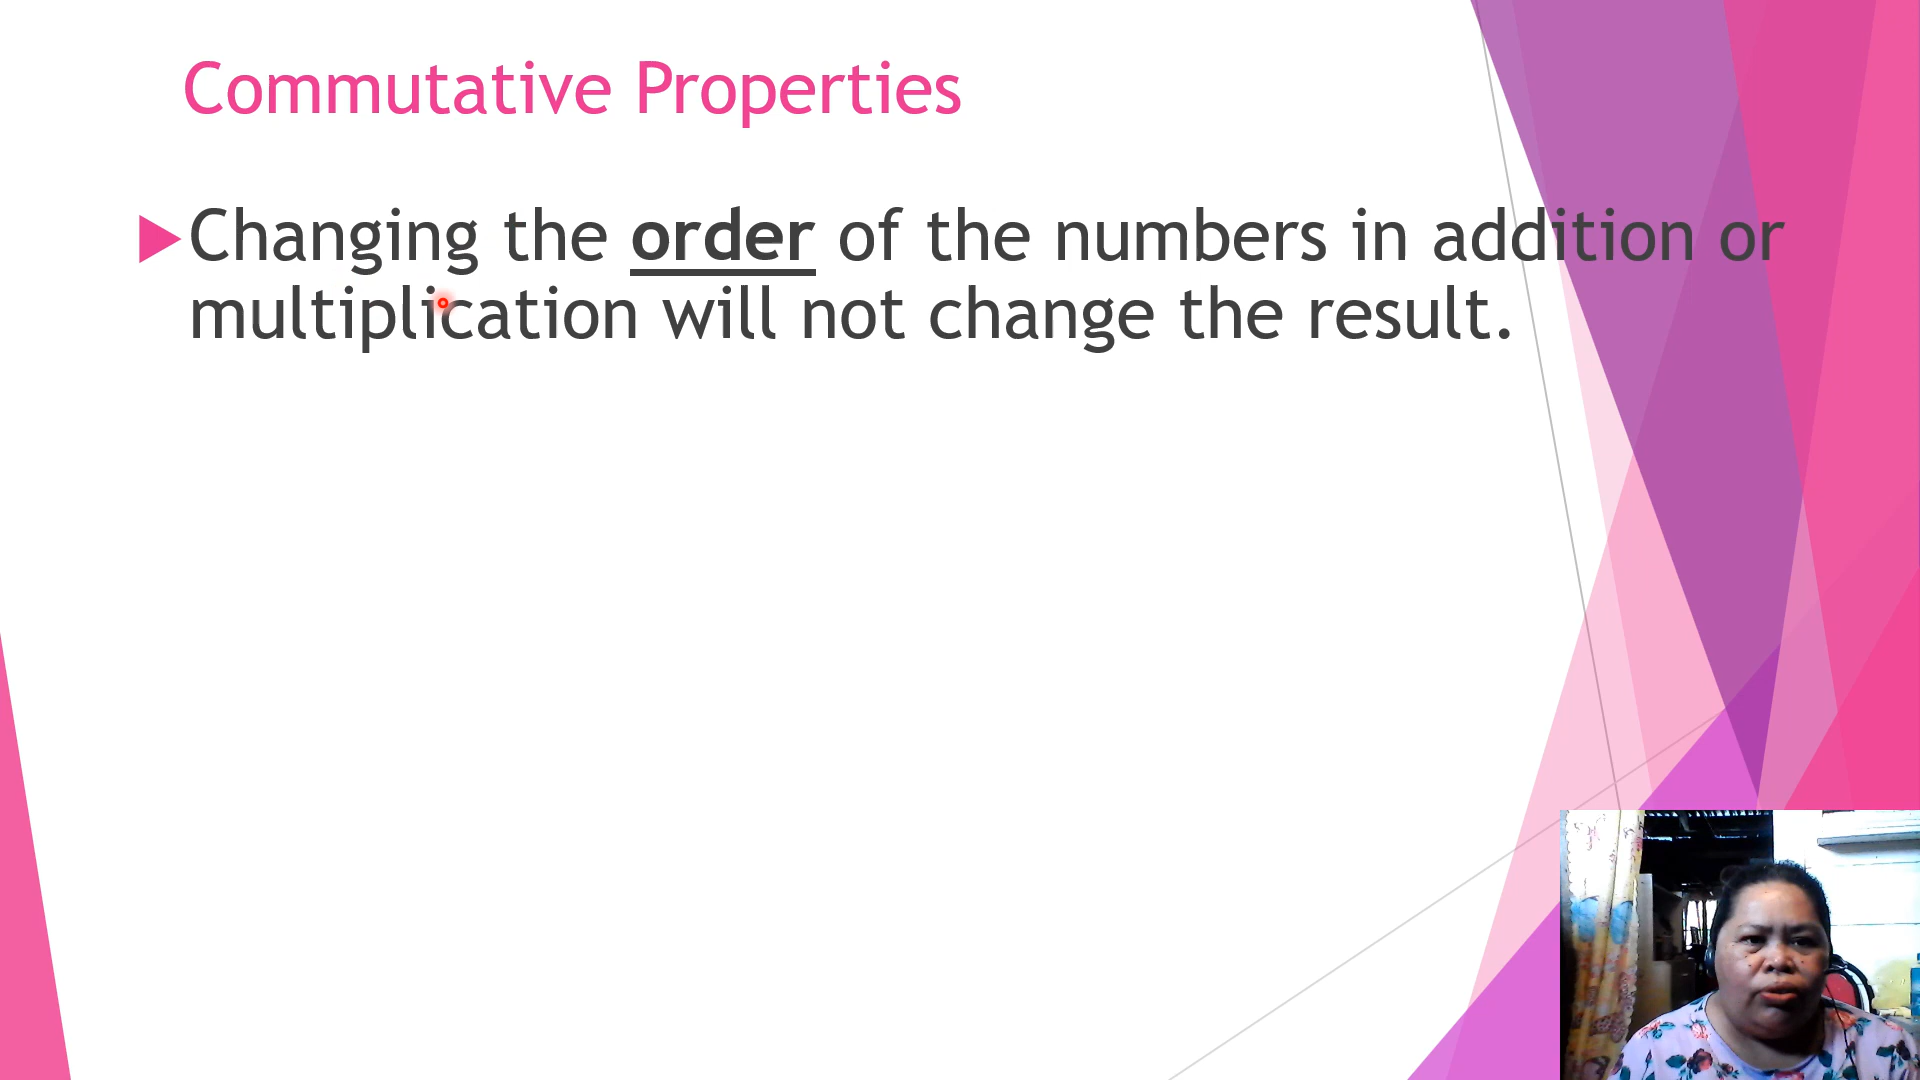 Commutative Properties
Changing the order of the numbers in addition or
multiplication will not change the result.